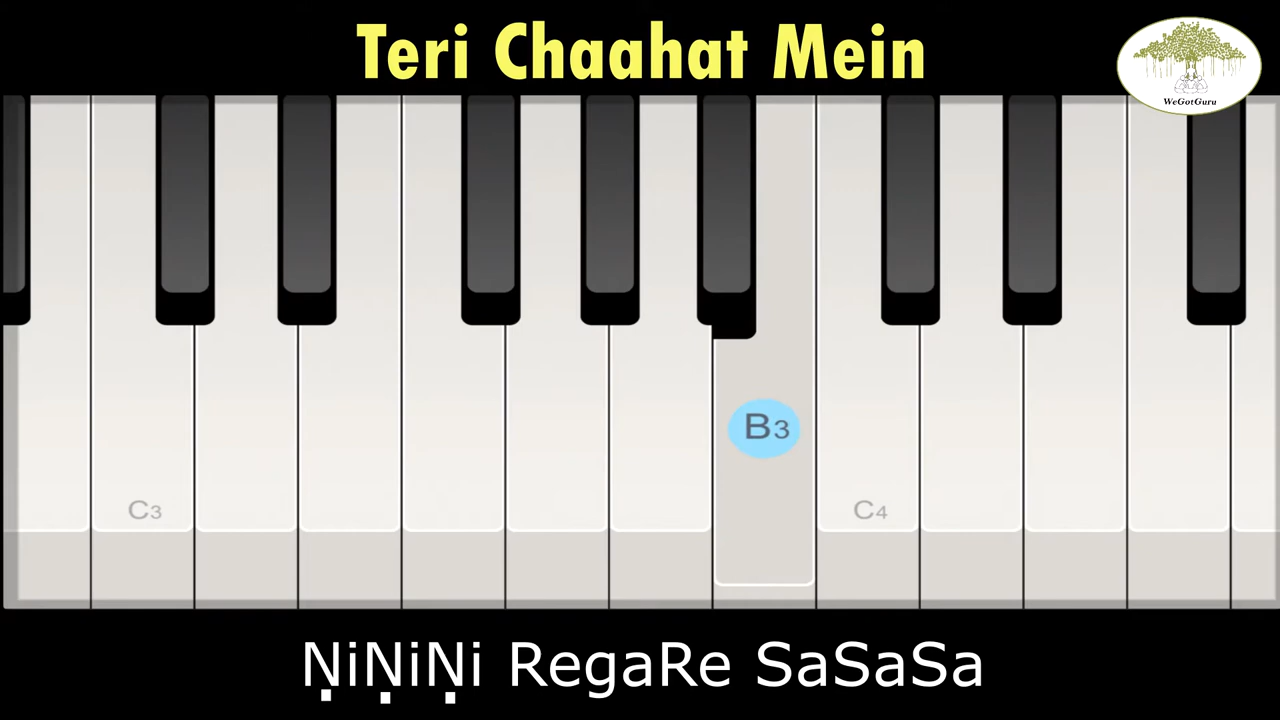 Teri Chaahat Mein
WeGotGuru
B3
C3
C4
ṆiṆiṆi RegaRe SaSaSa